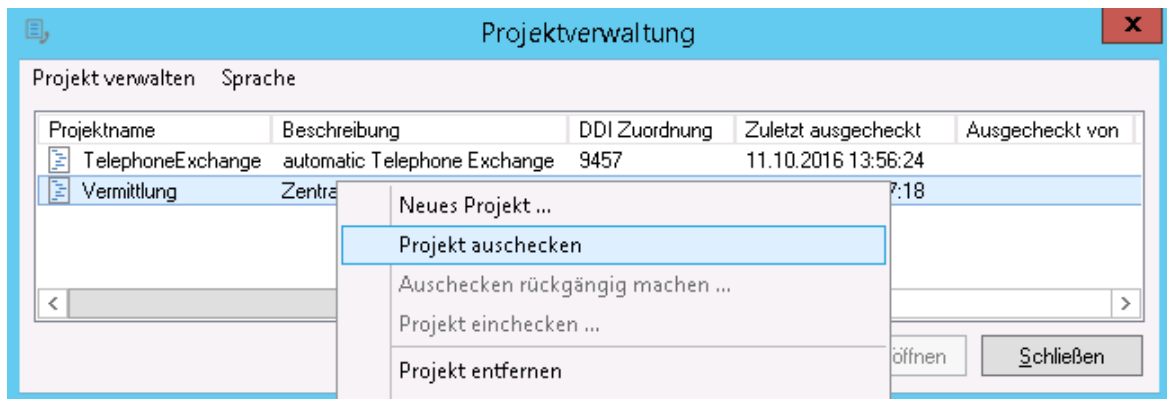 Projektverwaltung
Projekt verwalten Sprache
Projektname Beschreibung DDI Zuordnung Zuletzt ausgecheckt Ausgecheckt von
TelephoneExchange automatic Telephone Exchange 9457 11.10.2016 13:56:24
Vermittlung Zentra 7:18
Neues Projekt ...
Projekt auschecken
Auschecken rückgängig machen ...
Projekt einchecken ...
Projekt entfernen
öffnen Schließen